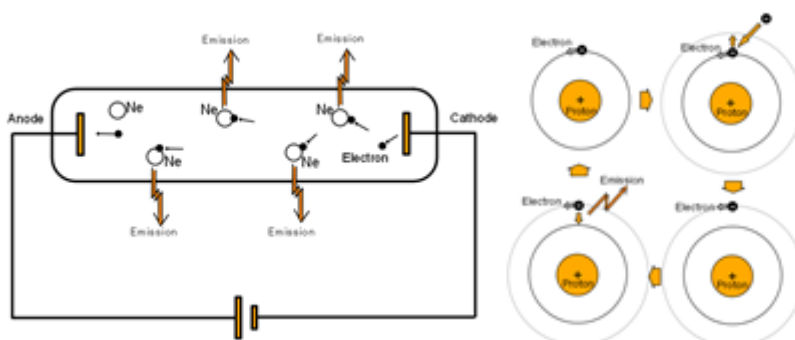 Emission
Emission
Anode
Ne
Ne
Ne
Cathode
Ne
Ne
Electron
Emission
Emission
Electron
+
Proton
Electron
+
Proton
Electron
Emission
+
Proton
Electron
+
Proton